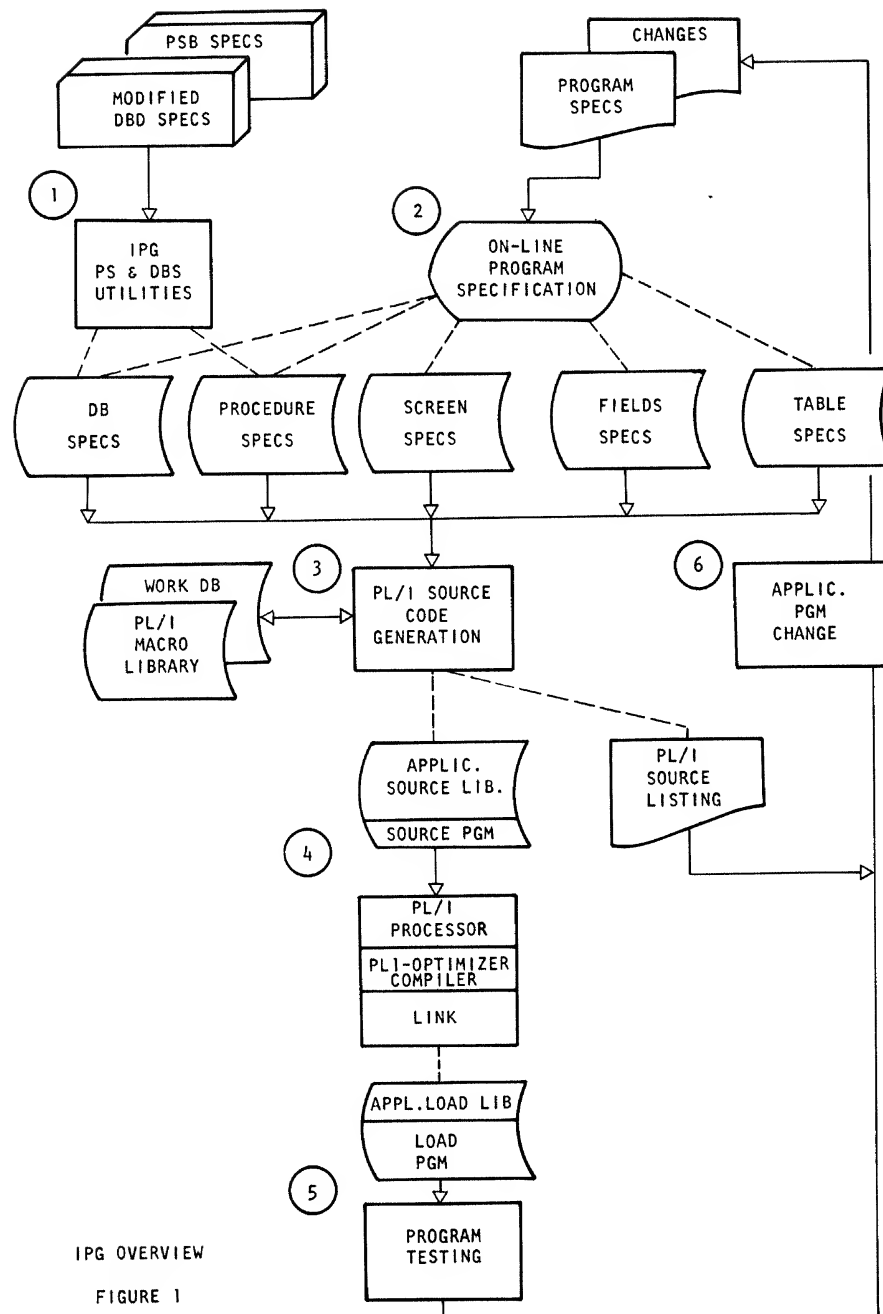 PSB SPECS
MODIFIED
DBD SPECS
CHANGES
PROGRAM
SPECS
1
2
IPG
PS & DBS
UTILITIES
ON-LINE
PROGRAM
SPECIFICATION
DB
SPECS
PROCEDURE
SPECS
SCREEN
SPECS
FIELDS
SPECS
TABLE
SPECS
3
6
WORK DB
PL/I
MACRO
LIBRARY
PL/I SOURCE
CODE
GENERATION
APPLIC.
PGM
CHANGE
APPLIC.
SOURCE LIB.
SOURCE PGM
PL/I
SOURCE
LISTING
4
PL/I
PROCESSOR
PLI-OPTIMIZER
COMPILER
LINK
APPL.LOAD LIB
LOAD
PGM
5
PROGRAM
TESTING
IPG OVERVIEW
FIGURE 1